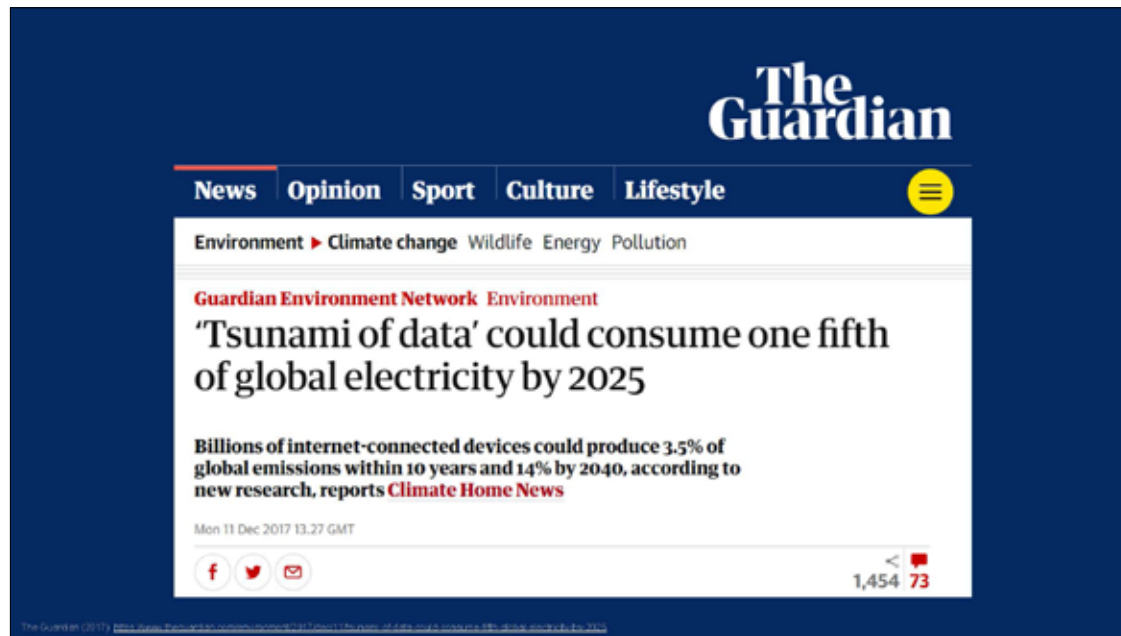 The
Guardian
News Opinion Sport Culture Lifestyle
Environment Climate change Wildlife Energy Pollution
Guardian Environment Network Environment
‘Tsunami of data’ could consume one fifth
of global electricity by 2025
Billions of internet-connected devices could produce 3.5% of
global emissions within 10 years and 14% by 2040, according to
new research, reports Climate Home News
Mon 11 Dec 2017 13.27 GMT
1,454 73
The Guardian (2017)